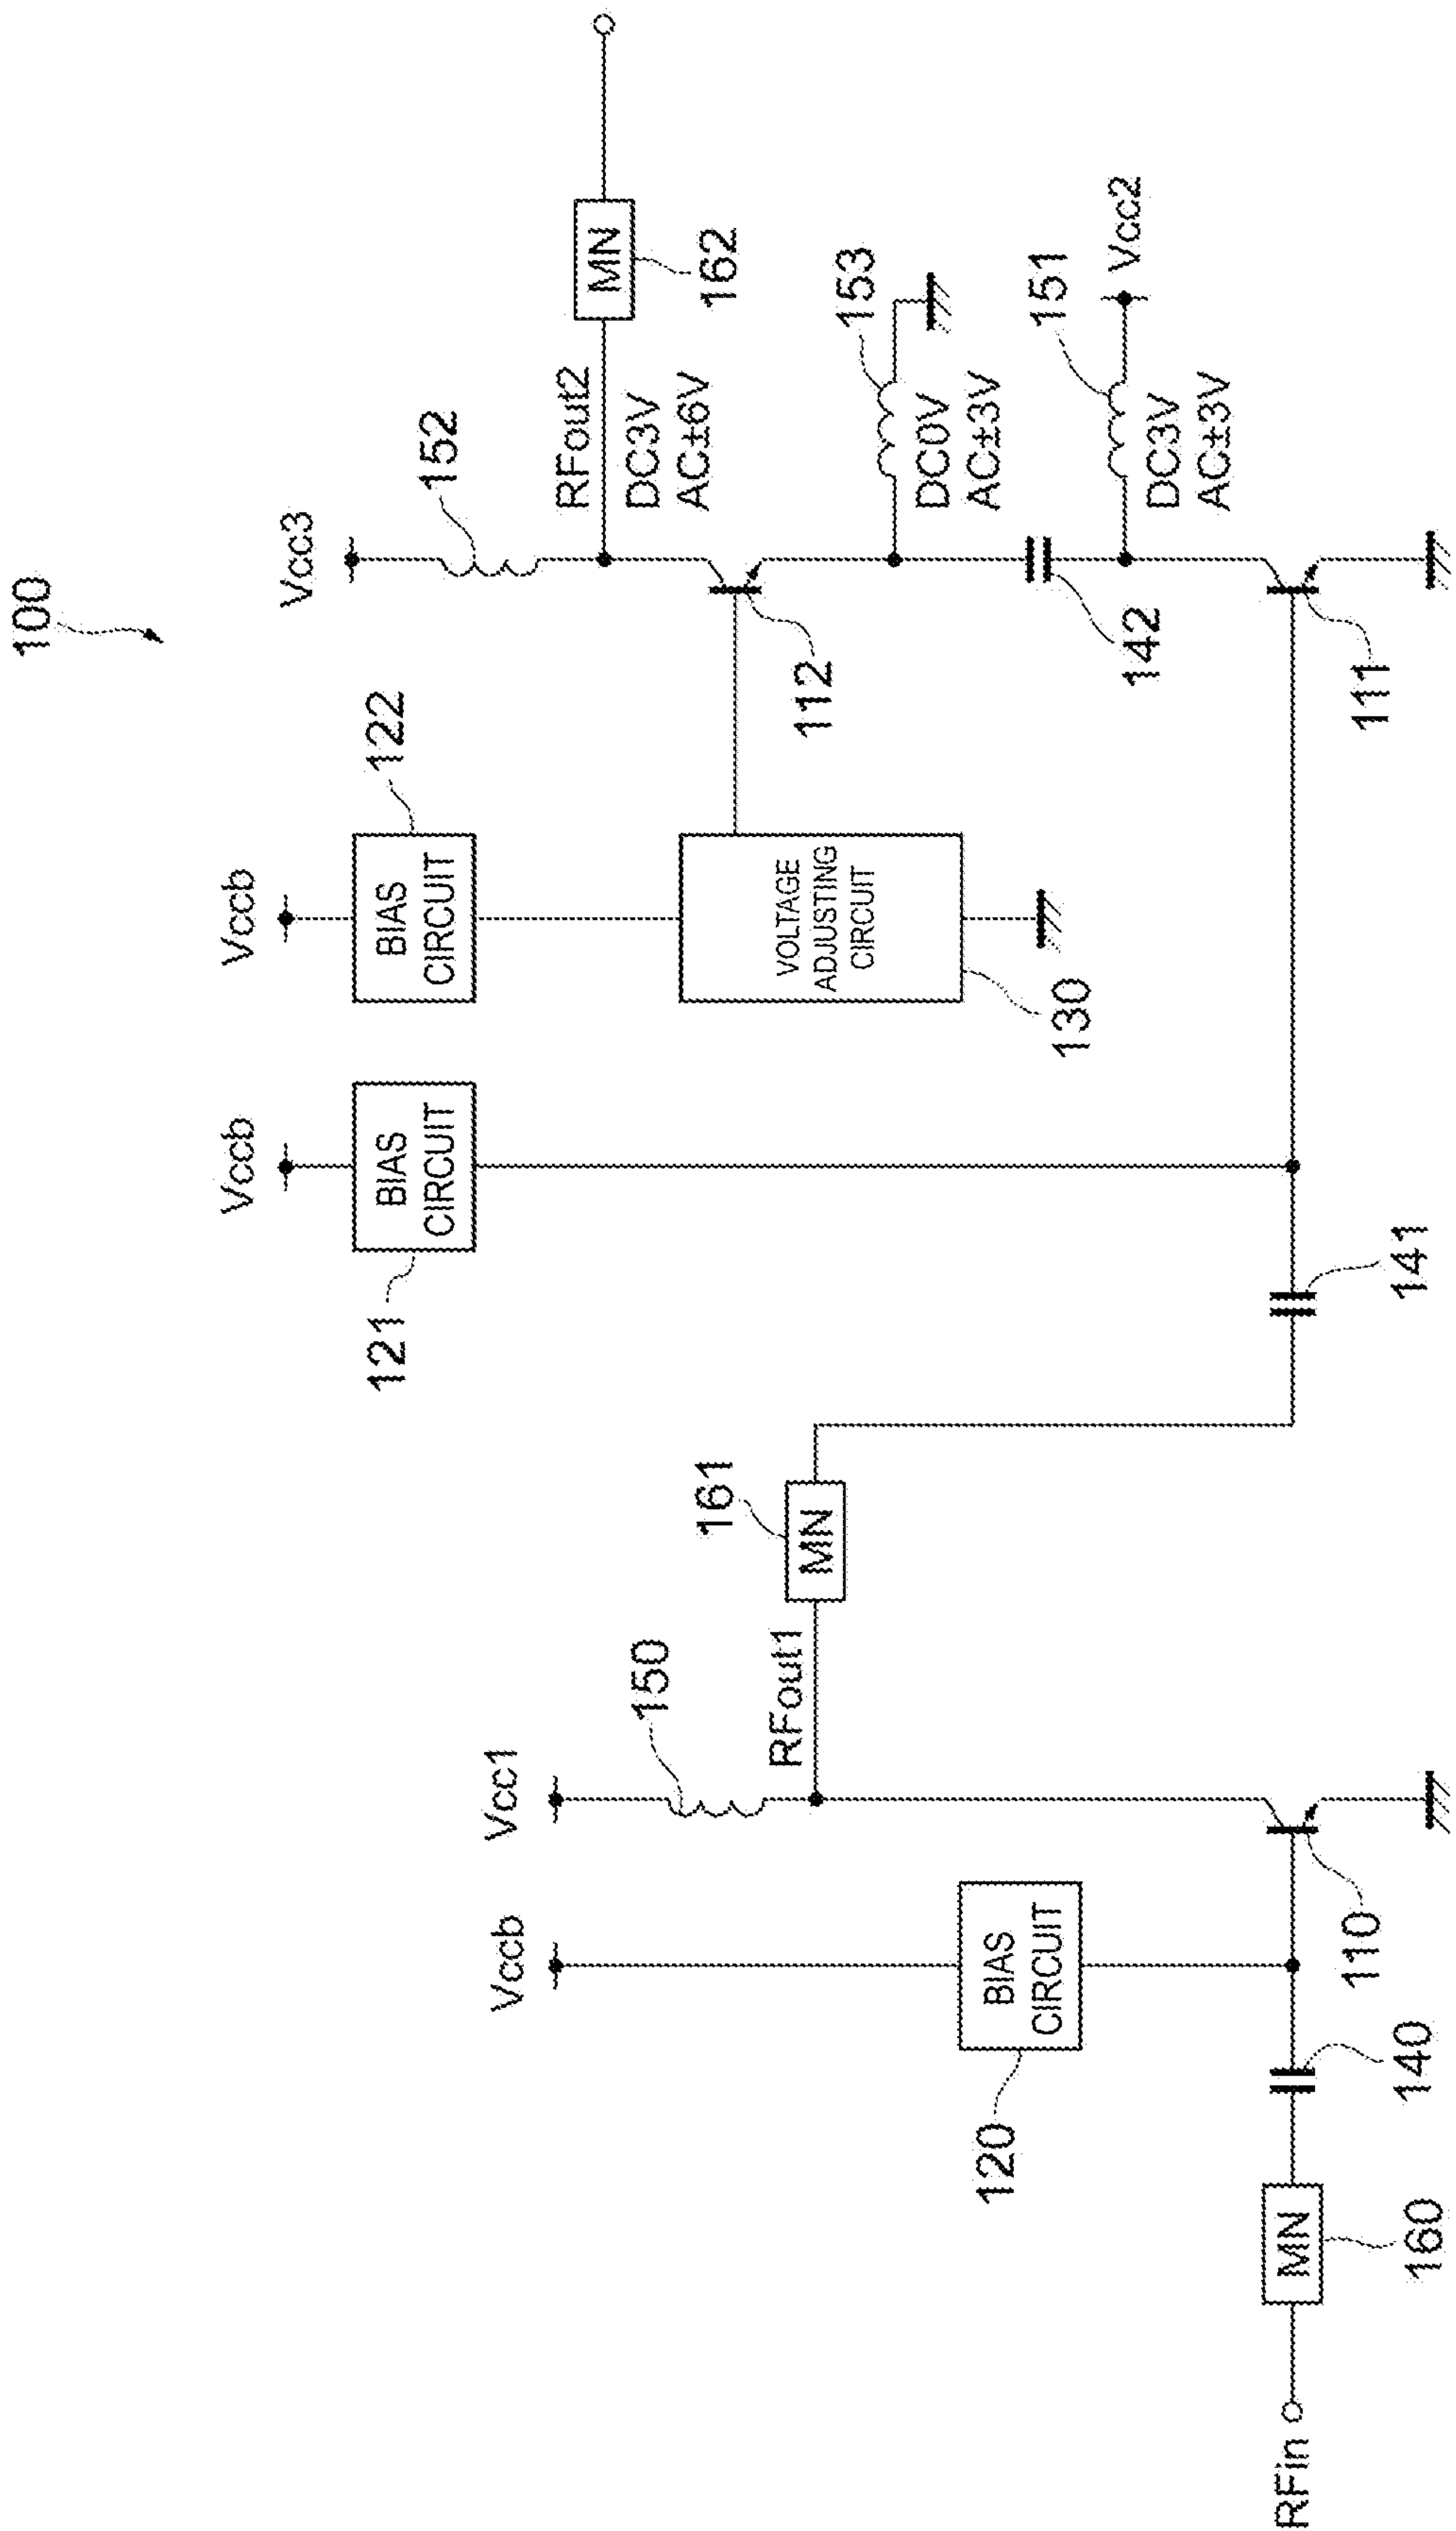 100
Vcc3
152
RFout2
DC3V
AC±6V
MN
162
Vccb
BIAS
CIRCUIT
122
112
VOLTAGE
ADJUSTING
CIRCUIT
130
153
DC0V
AC±3V
142
151
Vcc2
DC3V
AC±3V
111
Vccb
BIAS
CIRCUIT
121
141
161
MN
RFout1
150
Vcc1
Vccb
BIAS
CIRCUIT
120
110
140
MN
160
RFin